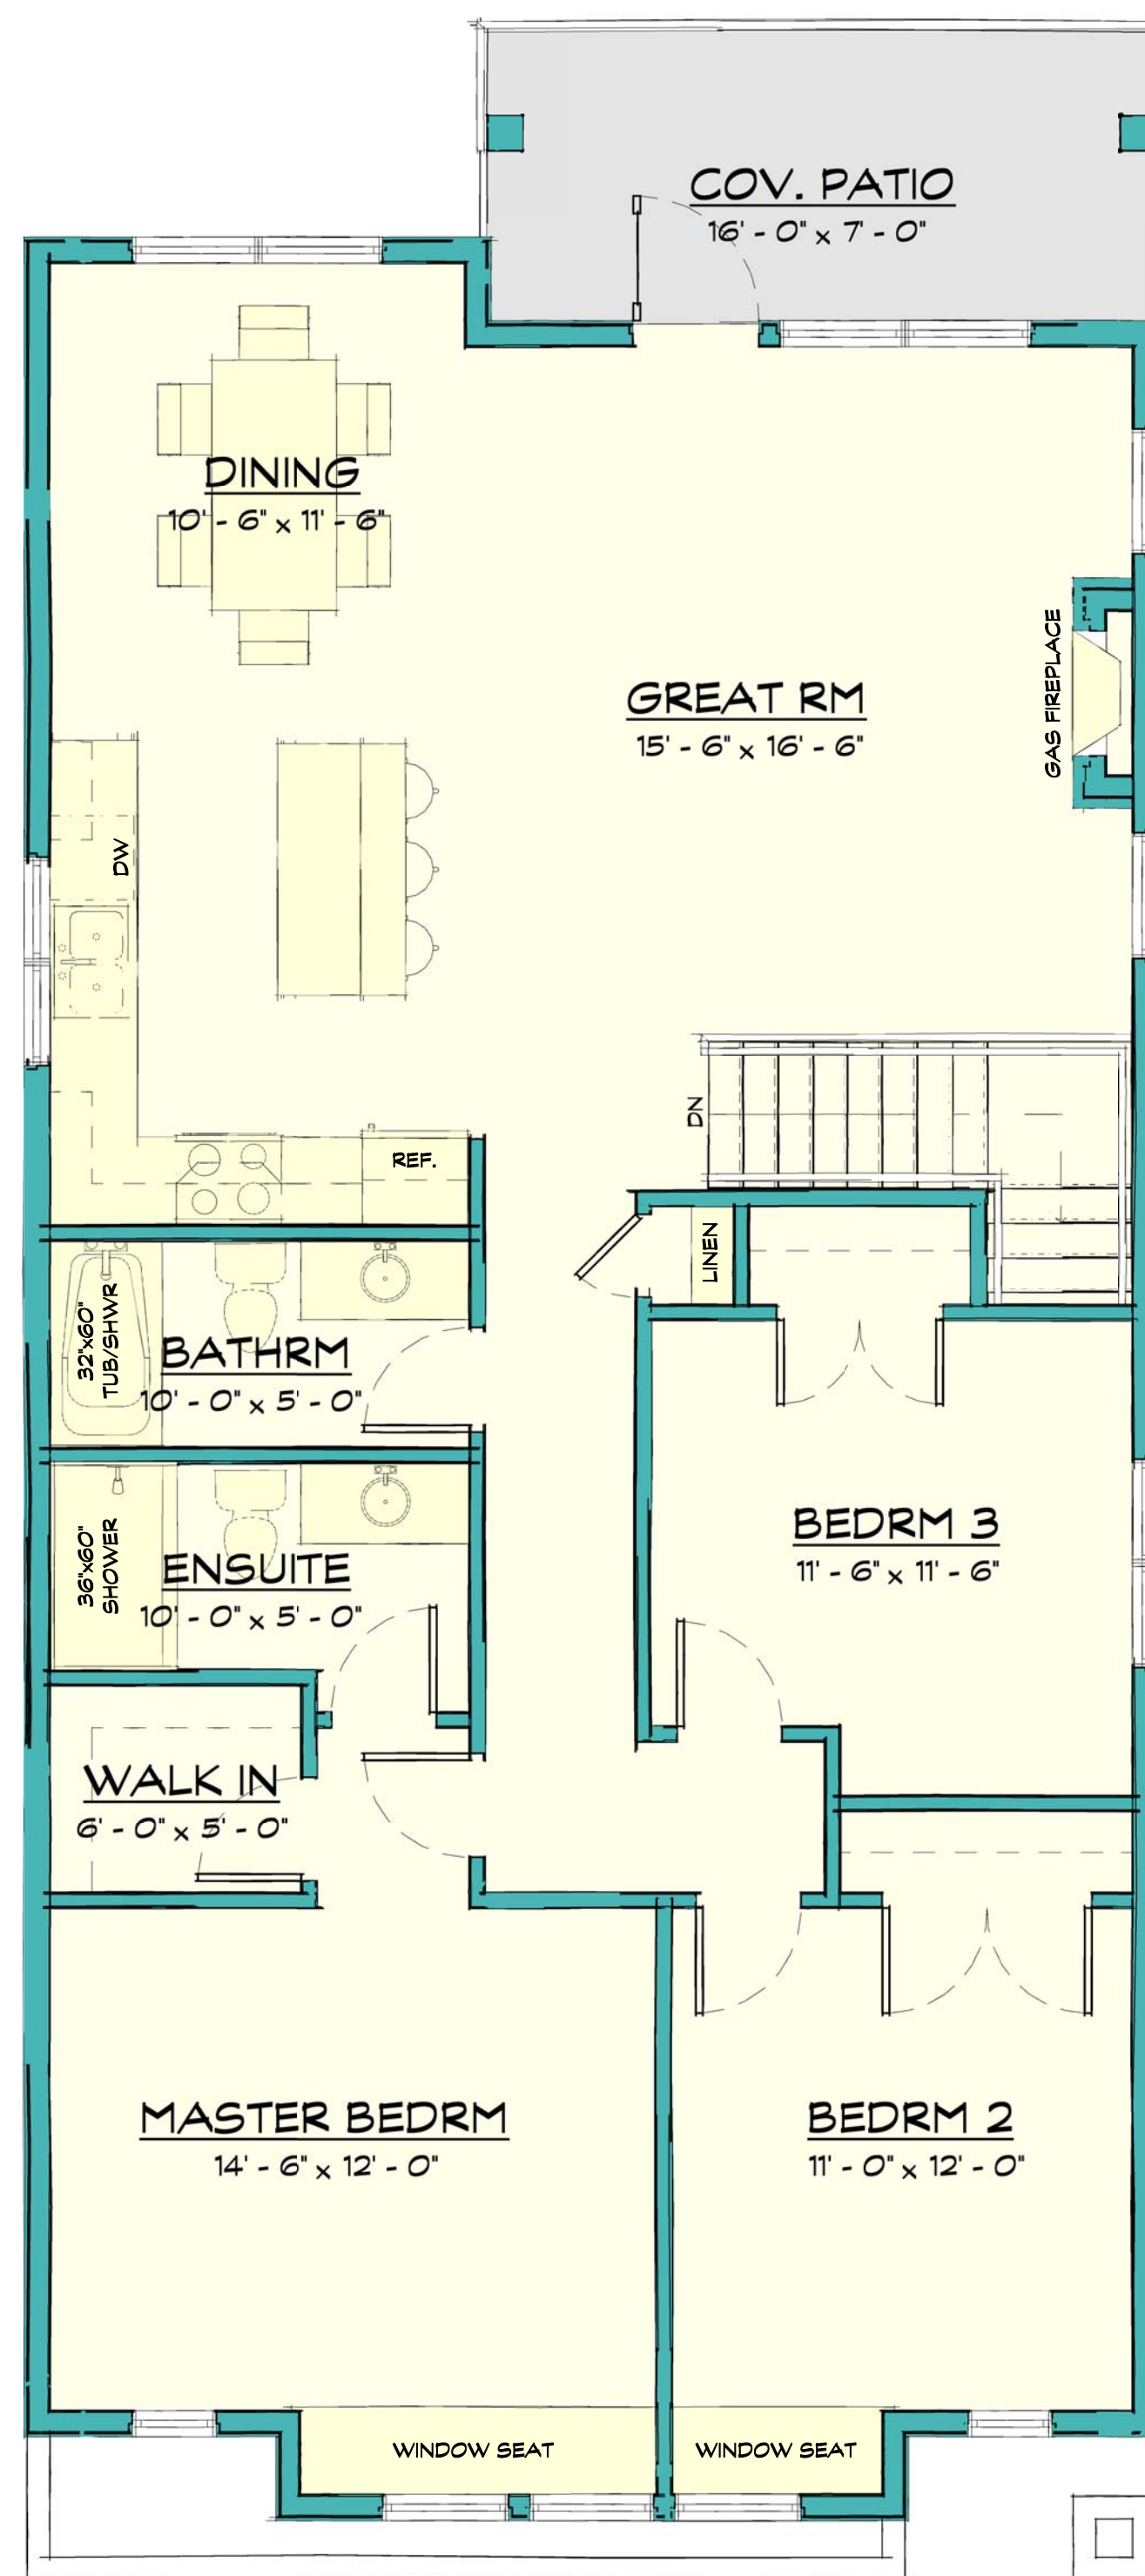 COV. PATIO
16' - 0" x 7' - 0"
DINING
10' - 6" x 11' - 6"
GREAT RM
15' - 6" x 16' - 6"
GAS FIREPLACE
DW
DN
REF.
LINEN
32"x60"
TUB/SHWR
BATHRM
10' - 0" x 5' - 0"
BEDRM 3
11' - 6" x 11' - 6"
36"x60"
SHOWER
ENSUITE
10' - 0" x 5' - 0"
WALK IN
6' - 0" x 5' - 0"
MASTER BEDRM
14' - 6" x 12' - 0"
BEDRM 2
11' - 0" x 12' - 0"
WINDOW SEAT
WINDOW SEAT